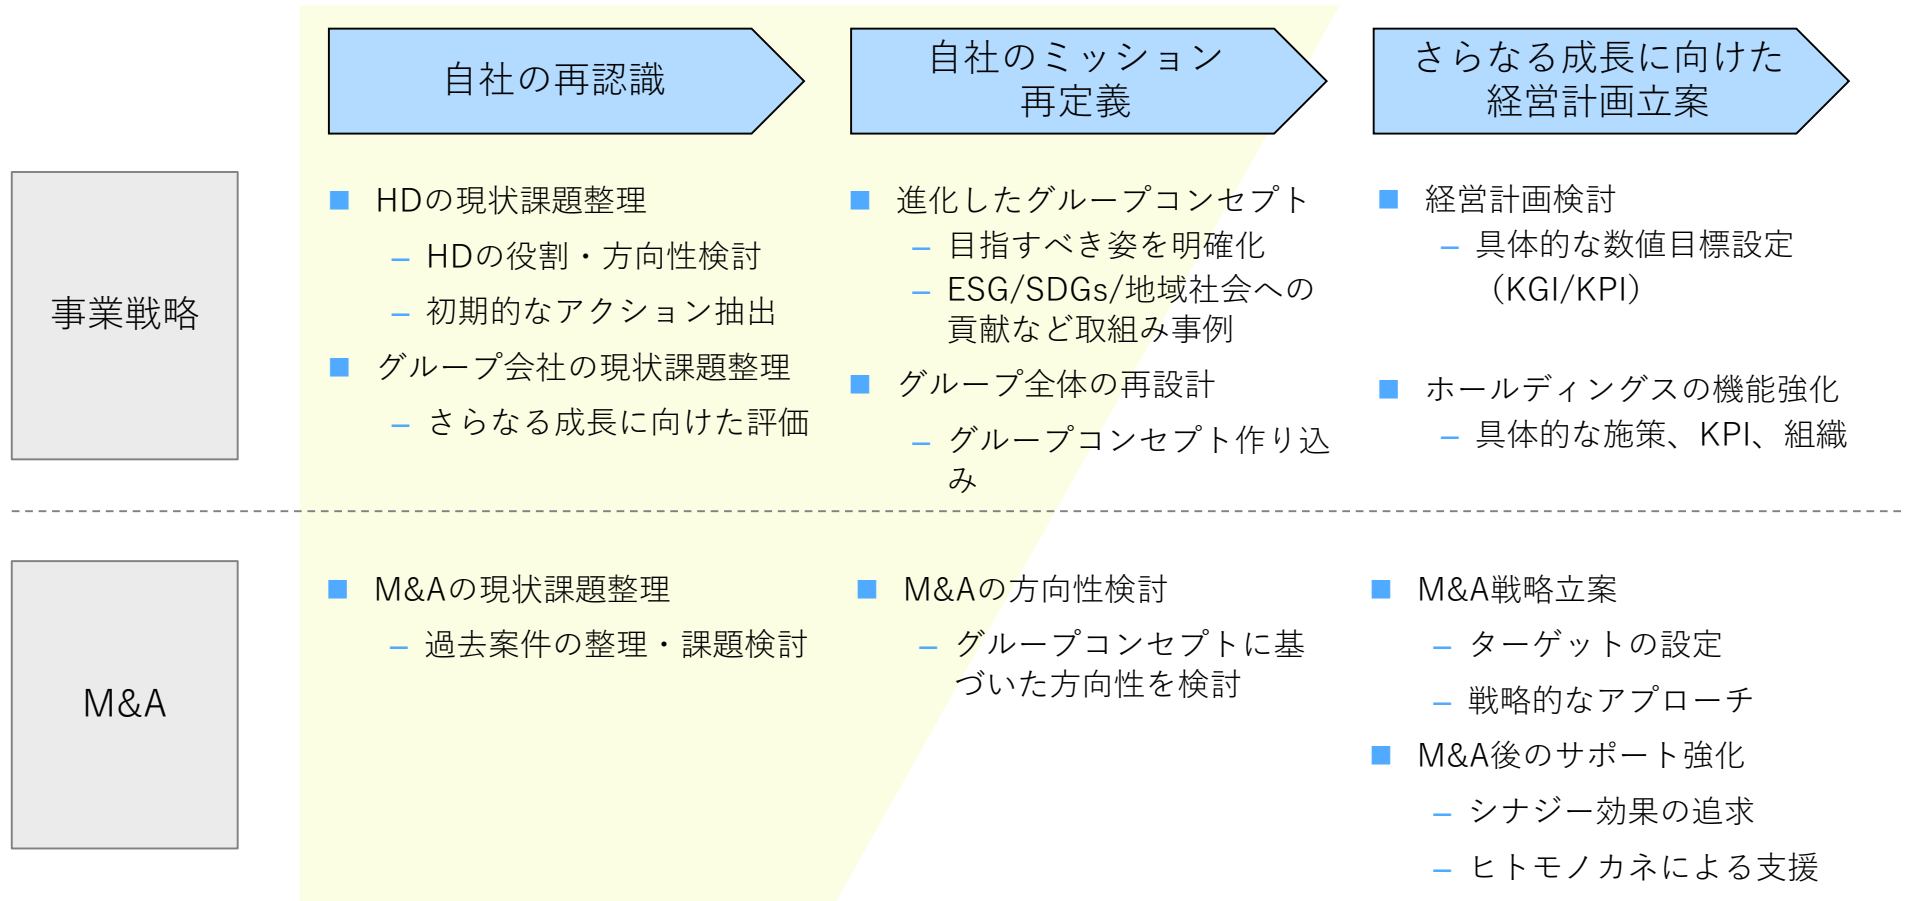 自社の再認識
自社のミッション
再定義
さらなる成長に向けた
経営計画立案
事業戦略
■ HDの現状課題整理
– HDの役割・方向性検討
– 初期的なアクション抽出
■ グループ会社の現状課題整理
– さらなる成長に向けた評価
■ 進化したグループコンセプト
– 目指すべき姿を明確化
– ESG/SDGs/地域社会への
貢献など取組み事例
■ グループ全体の再設計
– グループコンセプト作り込
み
■ 経営計画検討
– 具体的な数値目標設定
（KGI/KPI）
■ ホールディングスの機能強化
– 具体的な施策、KPI、組織
M&A
■ M&Aの現状課題整理
– 過去案件の整理・課題検討
■ M&Aの方向性検討
– グループコンセプトに基
づいた方向性を検討
■ M&A戦略立案
– ターゲットの設定
– 戦略的なアプローチ
■ M&A後のサポート強化
– シナジー効果の追求
– ヒトモノカネによる支援